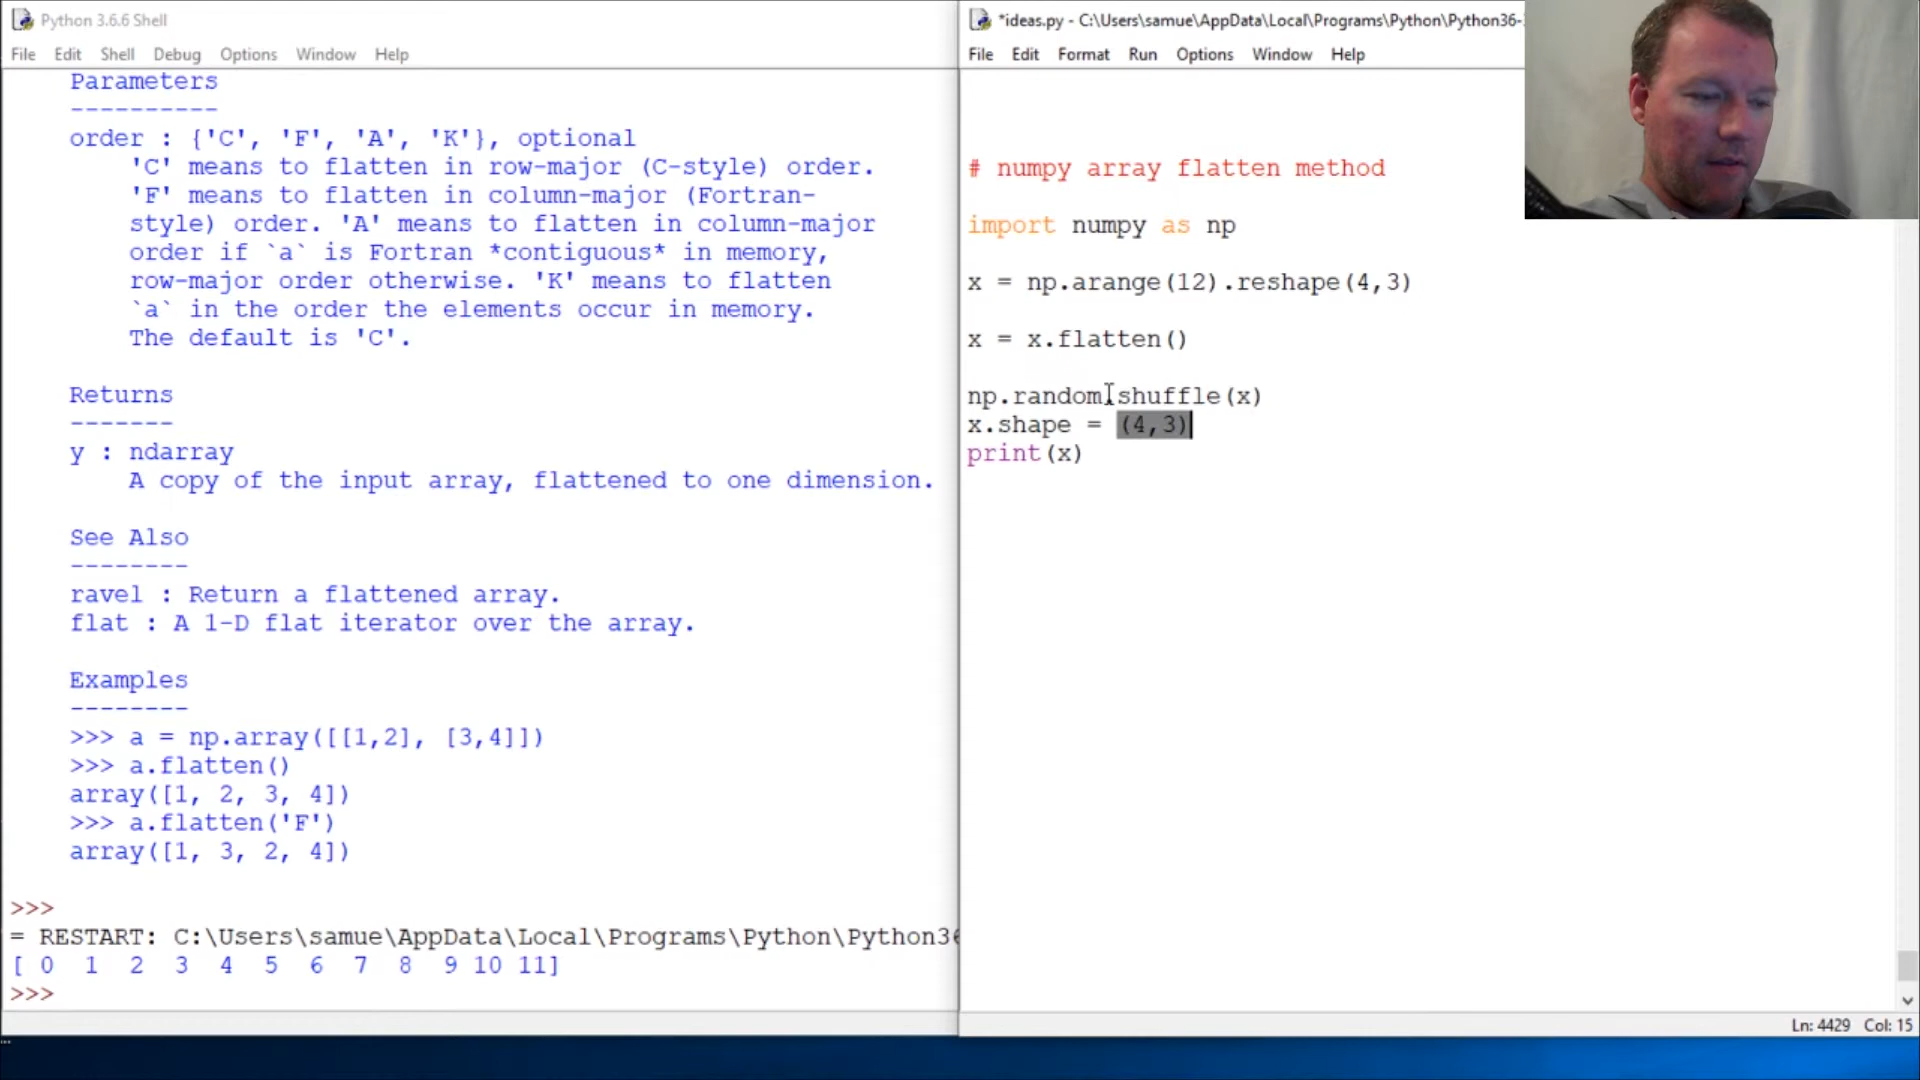 Python 3.6.6 Shell
File Edit Shell Debug Options Window Help
Parameters
----------
order : {'C', 'F', 'A', 'K'}, optional
'C' means to flatten in row-major (C-style) order.
'F' means to flatten in column-major (Fortran-
style) order. 'A' means to flatten in column-major
order if `a` is Fortran *contiguous* in memory,
row-major order otherwise. 'K' means to flatten
`a` in the order the elements occur in memory.
The default is 'C'.
Returns
-------
y : ndarray
A copy of the input array, flattened to one dimension.
See Also
--------
ravel : Return a flattened array.
flat : A 1-D flat iterator over the array.
Examples
--------
>>> a = np.array([[1,2], [3,4]])
>>> a.flatten()
array([1, 2, 3, 4])
>>> a.flatten('F')
array([1, 3, 2, 4])
>>>
= RESTART: C:\Users\samue\AppData\Local\Programs\Python\Python36
[ 0 1 2 3 4 5 6 7 8 9 10 11]
>>>
*ideas.py - C:\Users\samue\AppData\Local\Programs\Python\Python36-
File Edit Format Run Options Window Help
# numpy array flatten method
import numpy as np
x = np.arange(12).reshape(4,3)
x = x.flatten()
np.random.shuffle(x)
x.shape = (4,3)
print(x)
Ln: 4429 Col: 15